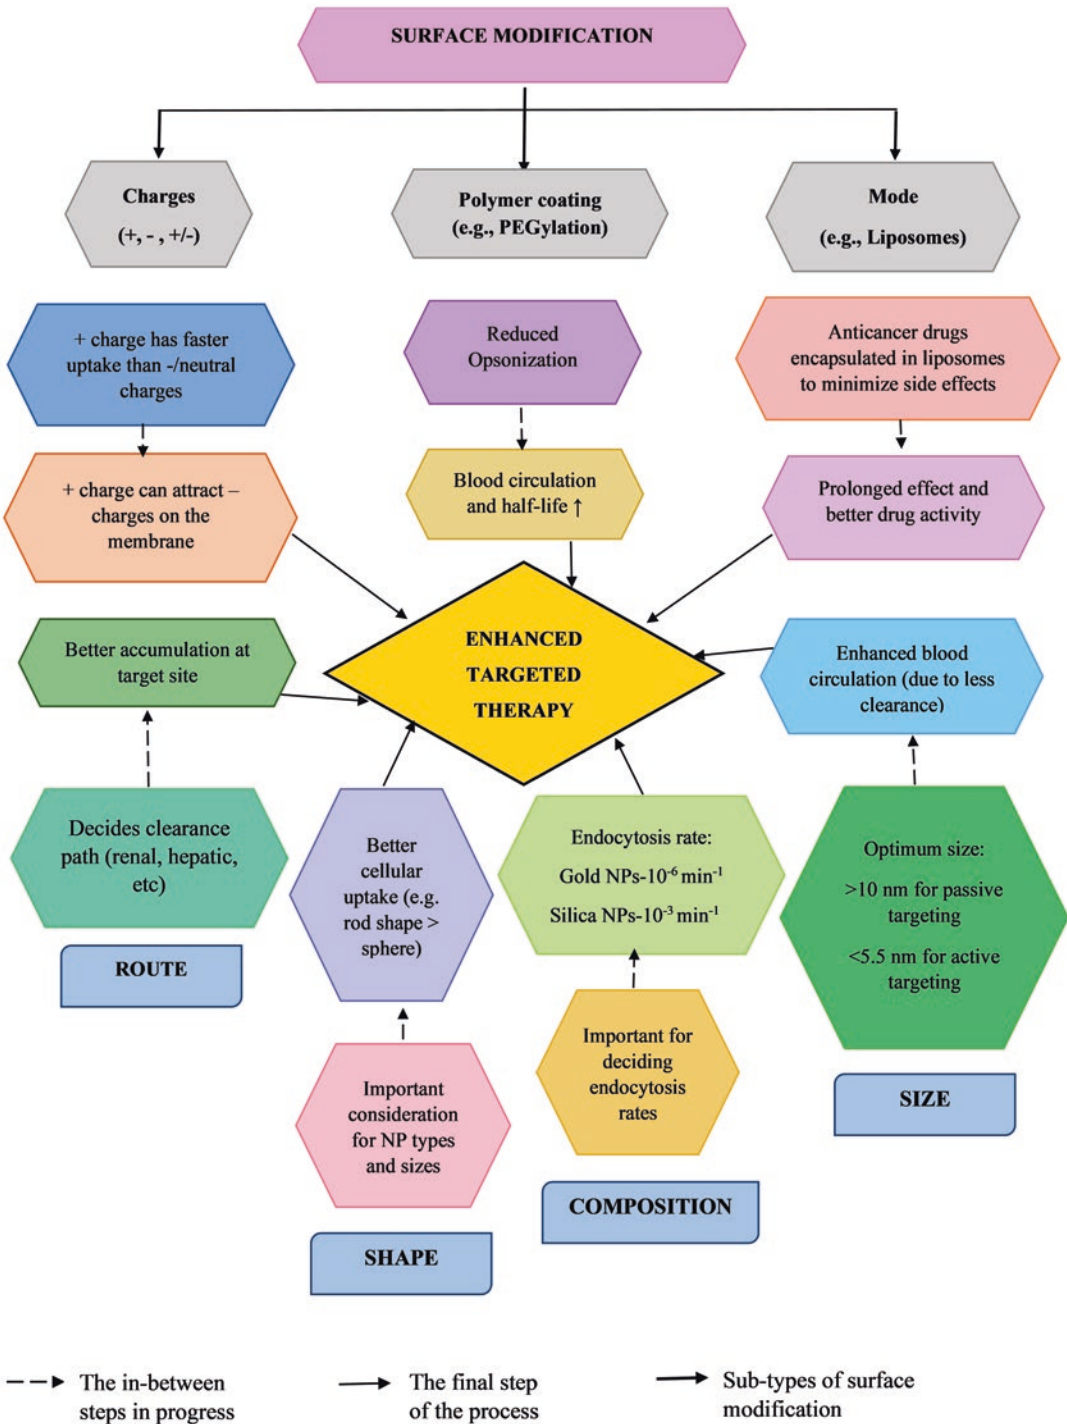 SURFACE MODIFICATION
Charges
(+, - , +/-)
Polymer coating
(e.g., PEGylation)
Mode
(e.g., Liposomes)
+ charge has faster
uptake than -/neutral
charges
Reduced
Opsonization
Anticancer drugs
encapsulated in liposomes
to minimize side effects
+ charge can attract –
charges on the
membrane
Blood circulation
and half-life ↑
Prolonged effect and
better drug activity
ENHANCED
TARGETED
THERAPY
Better accumulation at
target site
Enhanced blood
circulation (due to less
clearance)
Decides clearance
path (renal, hepatic,
etc)
ROUTE
Better
cellular
uptake (e.g.
rod shape >
sphere)
Important
consideration
for NP types
and sizes
SHAPE
Endocytosis rate:
Gold NPs-10⁻⁶ min⁻¹
Silica NPs-10⁻³ min⁻¹
Important for
deciding
endocytosis
rates
COMPOSITION
Optimum size:
>10 nm for passive
targeting
<5.5 nm for active
targeting
SIZE
The in-between
steps in progress
The final step
of the process
Sub-types of surface
modification